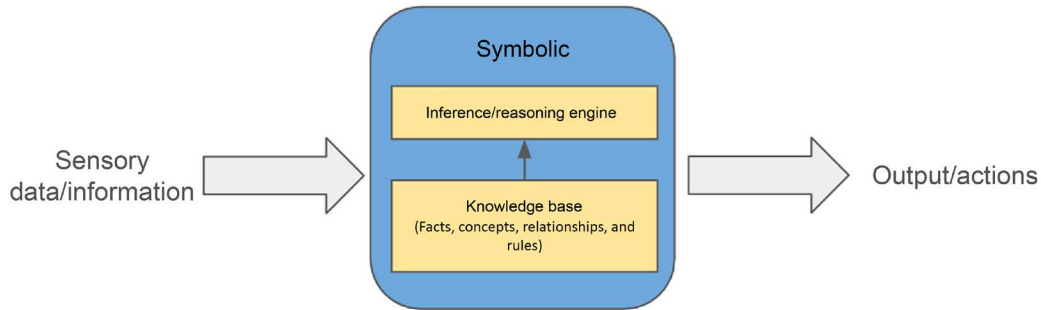 Symbolic
Inference/reasoning engine
Sensory
data/information
Output/actions
Knowledge base
(Facts, concepts, relationships, and
rules)